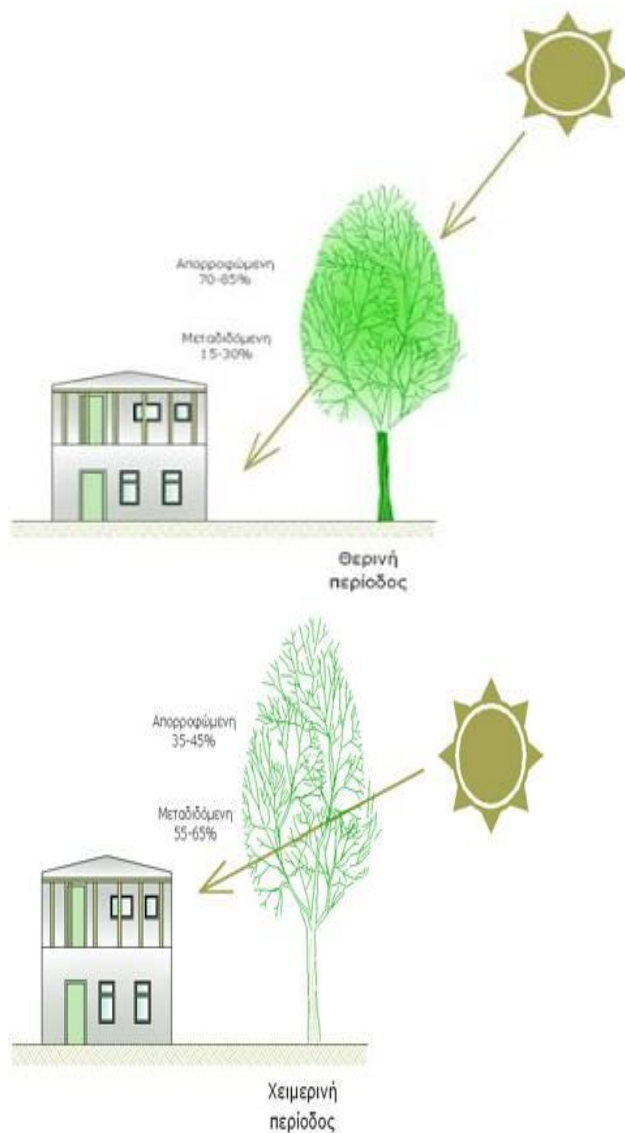 Απορροφώμενη
70-85%
Μεταδιδόμενη
15-30%
Θερινή
περίοδος
Απορροφώμενη
35-45%
Μεταδιδόμενη
55-65%
Χειμερινή
περίοδος